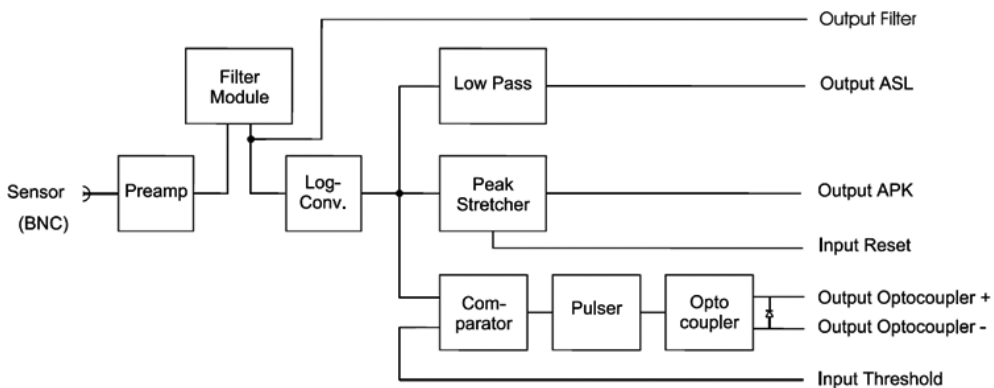 Output Filter
Filter
Module
Low Pass
Output ASL
Sensor
(BNC)
Preamp
Log-
Conv.
Peak
Stretcher
Output APK
Input Reset
Com-
parator
Pulser
Opto
coupler
Output Optocoupler +
Output Optocoupler -
Input Threshold